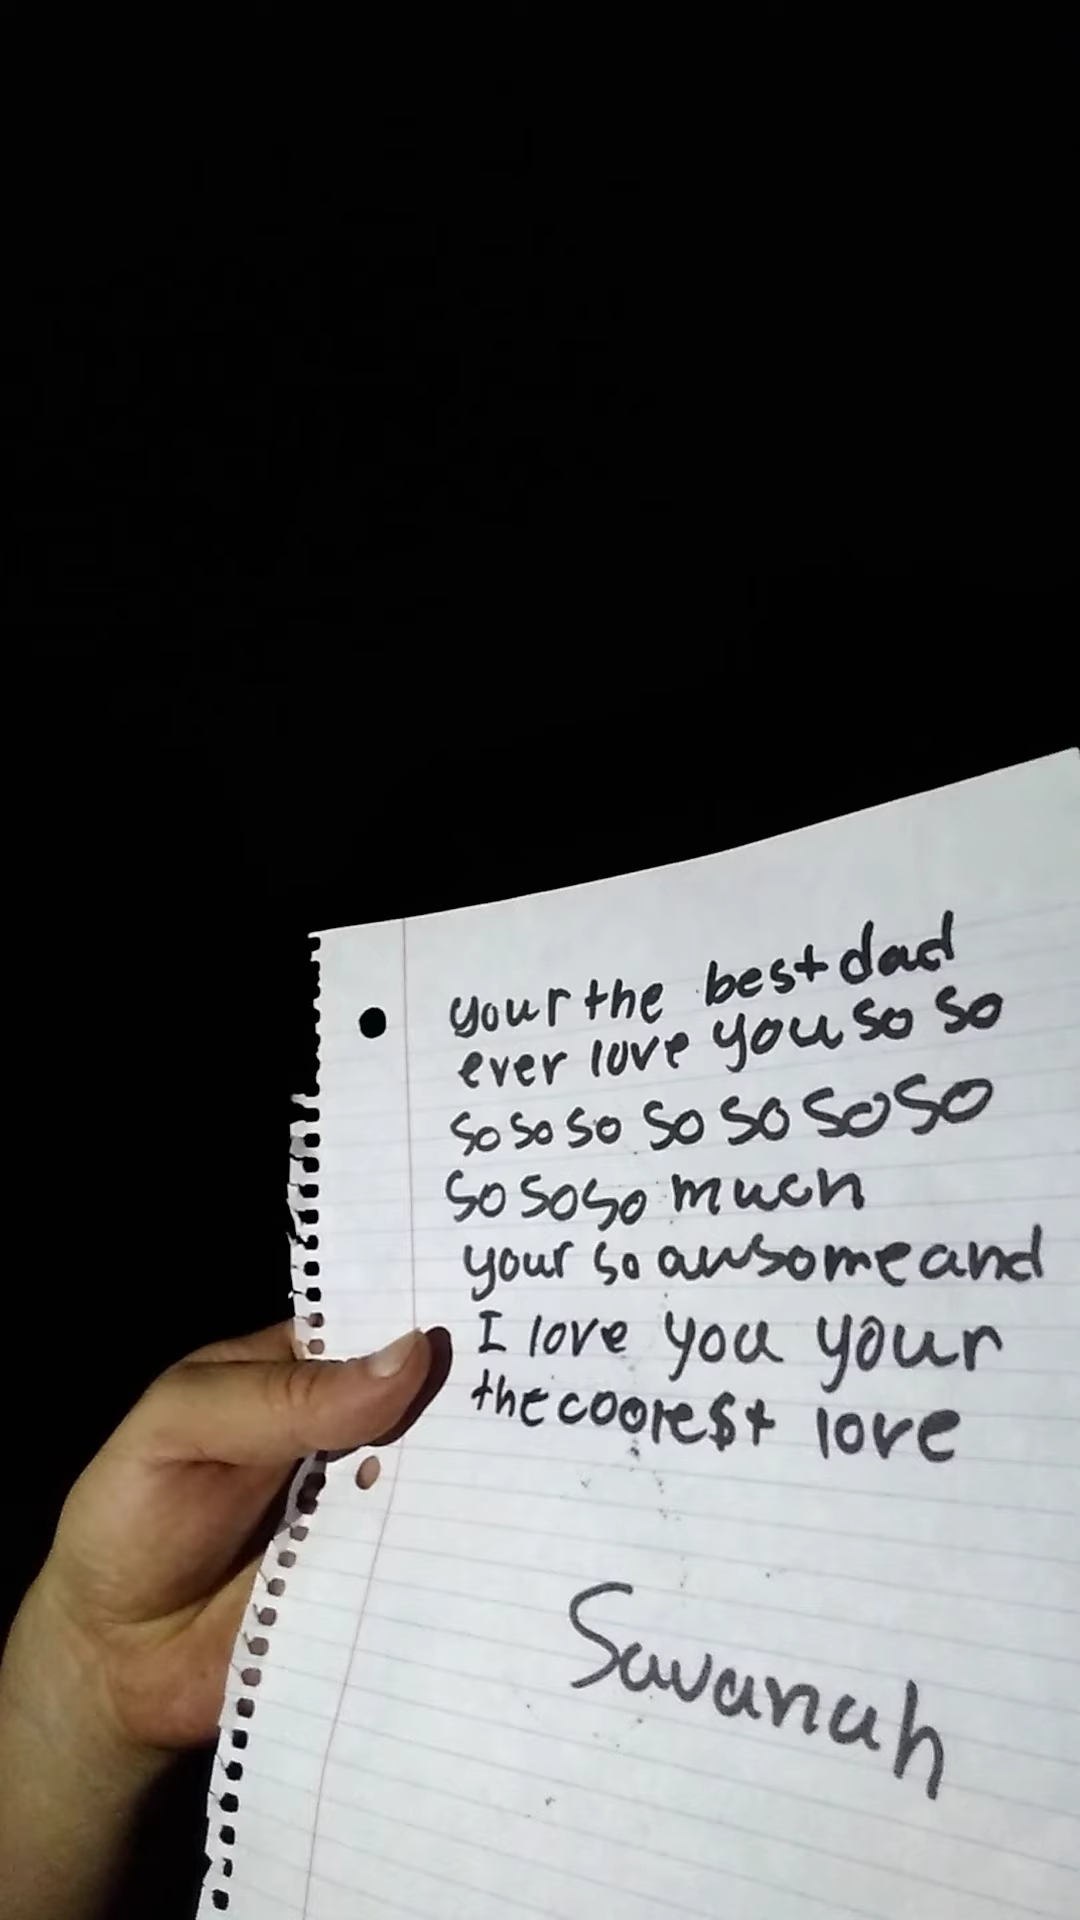 your the best dad
ever love you so so
so so so so so so so
so so so much
your so awsome and
I love you your
the coolest love
Savanah